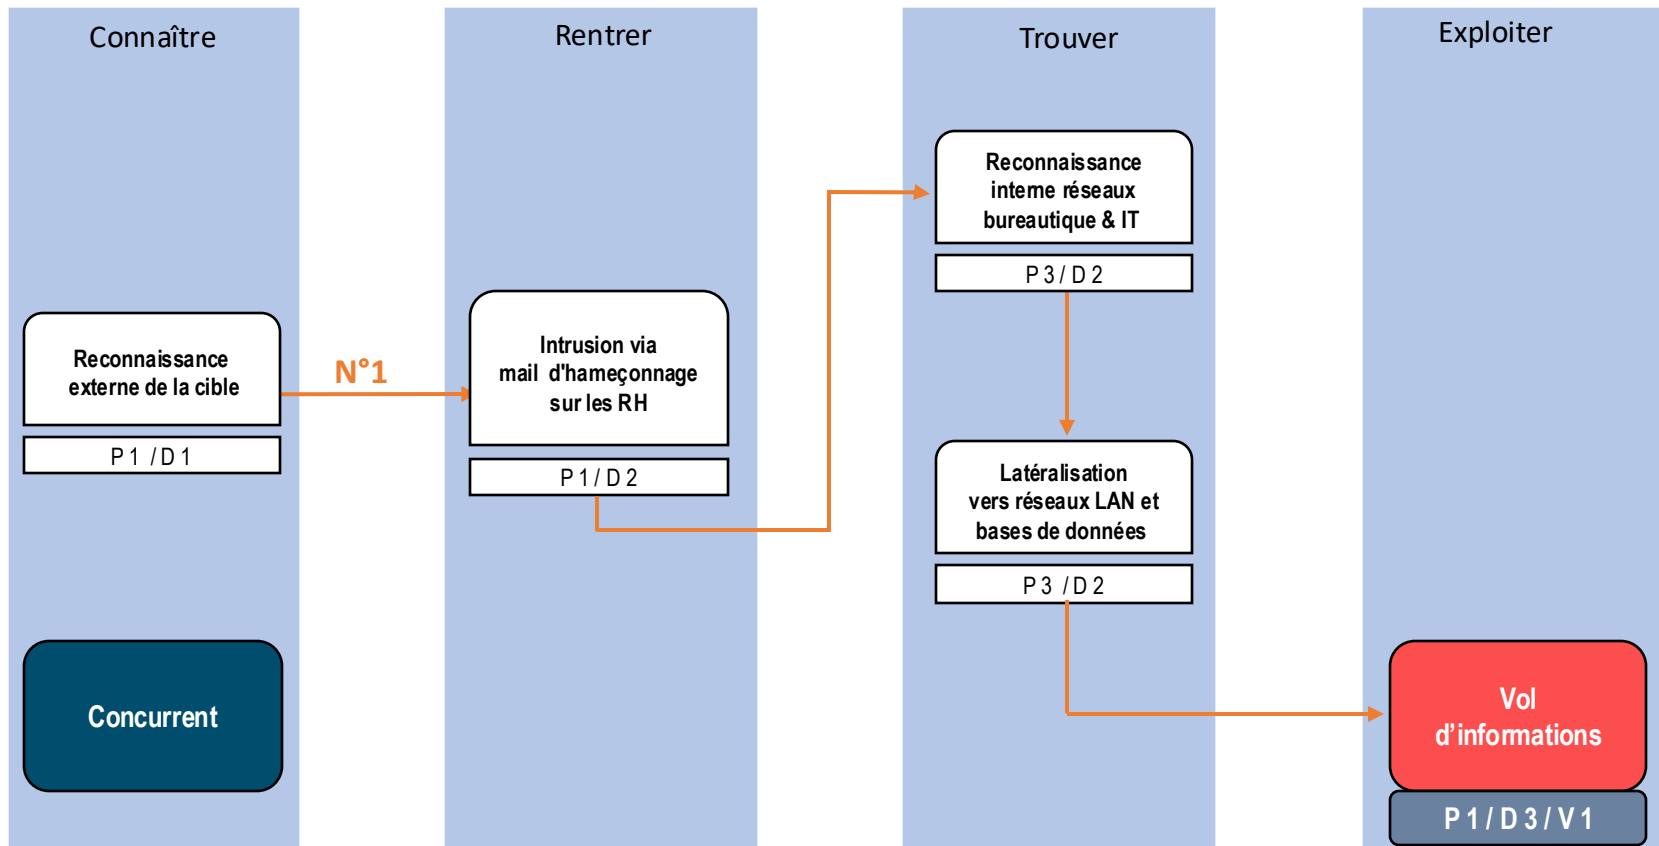 Connaître
Rentrer
Trouver
Exploiter
Reconnaissance
externe de la cible
P 1 / D 1
N°1
Intrusion via
mail d'hameçonnage
sur les RH
P 1 / D 2
Reconnaissance
interne réseaux
bureautique & IT
P 3 / D 2
Latéralisation
vers réseaux LAN et
bases de données
P 3 / D 2
Concurrent
Vol
d’informations
P 1 / D 3 / V 1